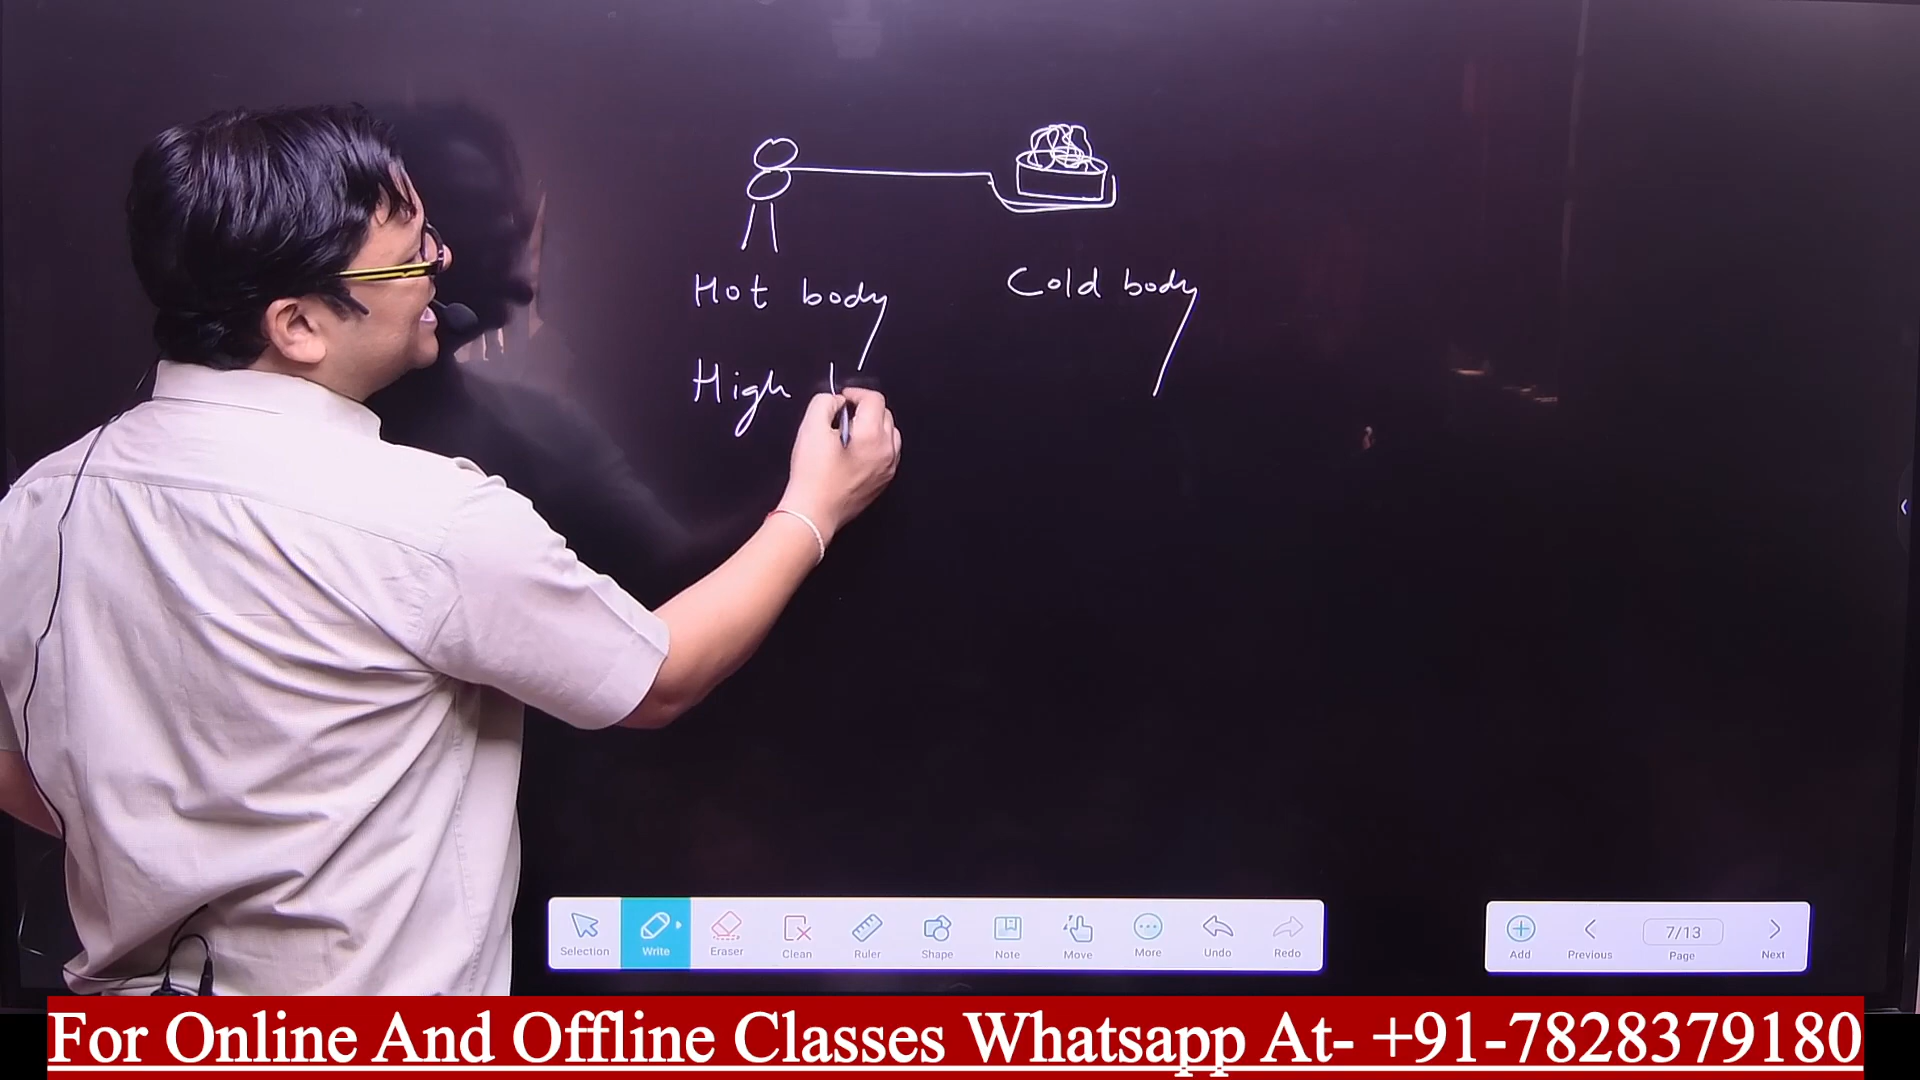 Hot body
Cold body
High
Selection
Write
Eraser
Clean
Ruler
Shape
Note
Move
More
Undo
Redo
Add
Previous
7/13
Page
Next
For Online And Offline Classes Whatsapp At- +91-7828379180